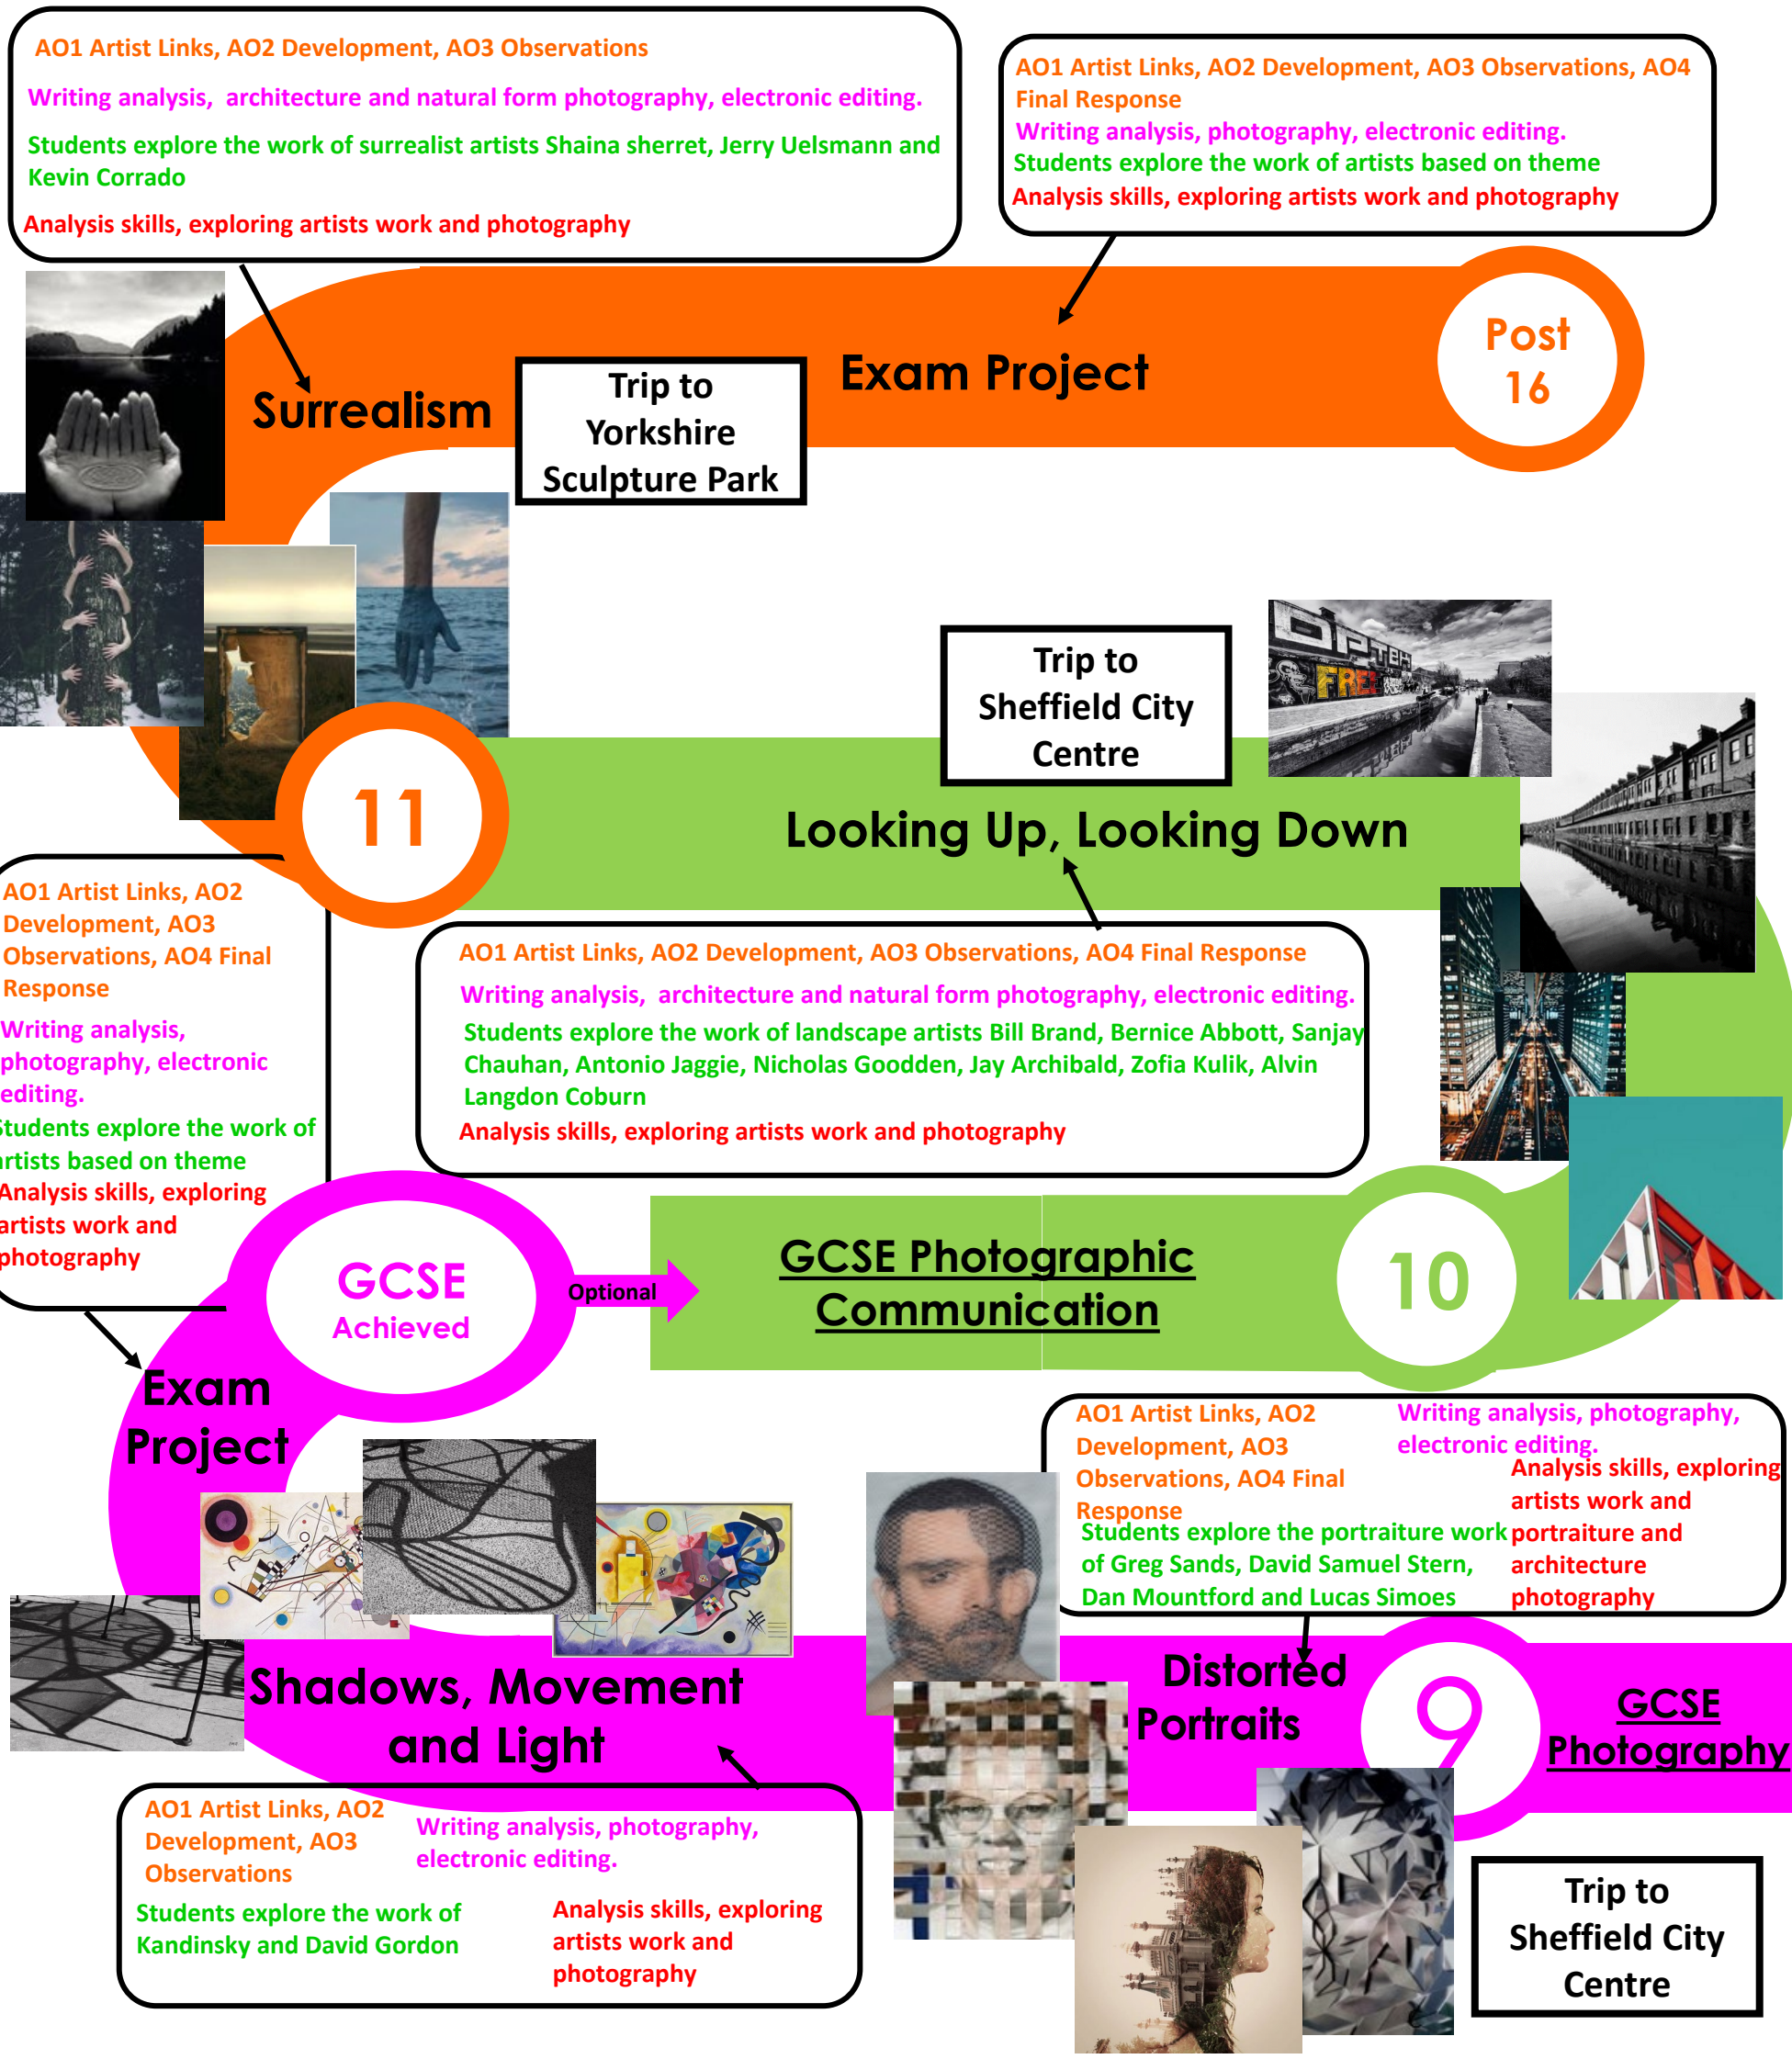 AO1 Artist Links, AO2 Development, AO3 Observations
Writing analysis, architecture and natural form photography, electronic editing.
Students explore the work of surrealist artists Shaina sherret, Jerry Uelsmann and
Kevin Corrado
Analysis skills, exploring artists work and photography
AO1 Artist Links, AO2 Development, AO3 Observations, AO4
Final Response
Writing analysis, photography, electronic editing.
Students explore the work of artists based on theme
Analysis skills, exploring artists work and photography
Surrealism
Trip to
Yorkshire
Sculpture Park
Exam Project
Post
16
Trip to
Sheffield City
Centre
FREE
11
Looking Up, Looking Down
AO1 Artist Links, AO2
Development, AO3
Observations, AO4 Final
Response
Writing analysis,
photography, electronic
editing.
Students explore the work of
artists based on theme
Analysis skills, exploring
artists work and
photography
AO1 Artist Links, AO2 Development, AO3 Observations, AO4 Final Response
Writing analysis, architecture and natural form photography, electronic editing.
Students explore the work of landscape artists Bill Brand, Bernice Abbott, Sanjay
Chauhan, Antonio Jaggie, Nicholas Goodden, Jay Archibald, Zofia Kulik, Alvin
Langdon Coburn
Analysis skills, exploring artists work and photography
GCSE
Achieved
Optional
GCSE Photographic
Communication
10
Exam
Project
AO1 Artist Links, AO2
Development, AO3
Observations, AO4 Final
Response
Writing analysis, photography,
electronic editing.
Students explore the portraiture work
of Greg Sands, David Samuel Stern,
Dan Mountford and Lucas Simoes
Analysis skills, exploring
artists work and
portraiture and
architecture
photography
Shadows, Movement
and Light
Distorted
Portraits
9
GCSE
Photography
AO1 Artist Links, AO2
Development, AO3
Observations
Writing analysis, photography,
electronic editing.
Students explore the work of
Kandinsky and David Gordon
Analysis skills, exploring
artists work and
photography
Trip to
Sheffield City
Centre